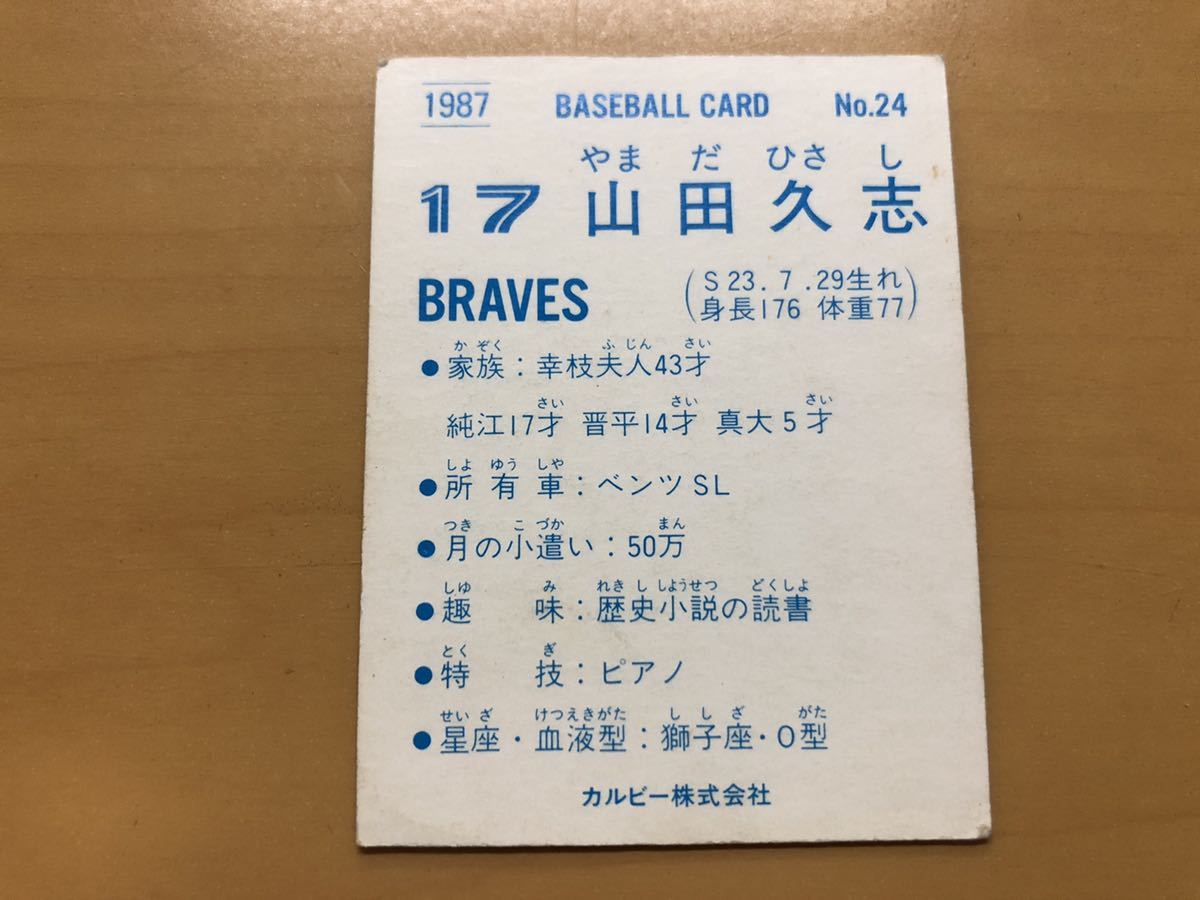 1987 BASEBALL CARD No.24
やま だ ひさ し
17 山田久志
BRAVES
(S23.7.29生れ
身長176 体重77)
か ぞく ふ じん さい
●家族：幸枝夫人43才
さい さい さい
純江17才 晋平14才 真大5才
しよ ゆう しや
●所有車：ベンツSL
つき こ づか まん
●月の小遣い：50万
しゆ み れき し しようせつ どくしよ
●趣味：歴史小説の読書
とく ぎ
●特技：ピアノ
せい ざ けつえきがた し し ざ がた
●星座・血液型：獅子座・O型
カルビー株式会社